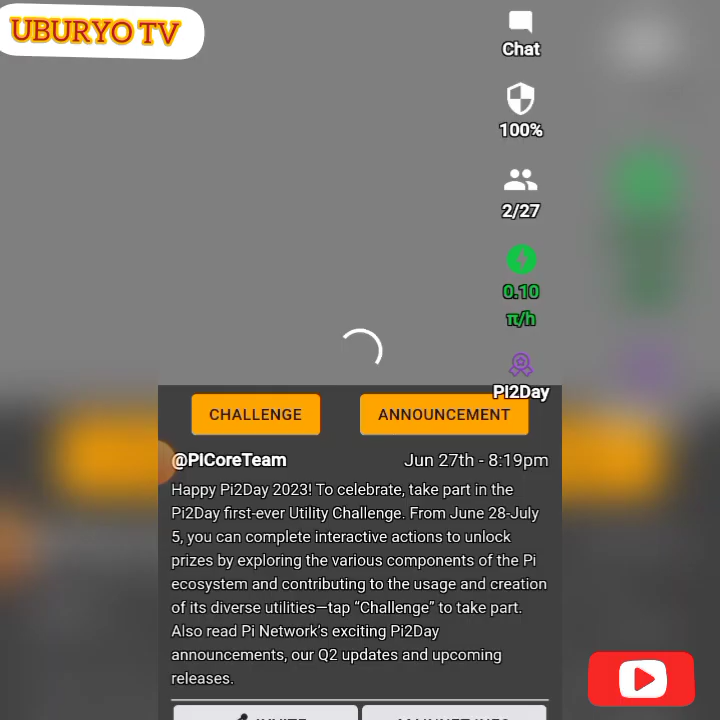 UBURYO TV
Chat
100%
2/27
0.10
π/h
Pi2Day
CHALLENGE
ANNOUNCEMENT
@PiCoreTeam
Jun 27th - 8:19pm
Happy Pi2Day 2023! To celebrate, take part in the
Pi2Day first-ever Utility Challenge. From June 28-July
5, you can complete interactive actions to unlock
prizes by exploring the various components of the Pi
ecosystem and contributing to the usage and creation
of its diverse utilities—tap “Challenge” to take part.
Also read Pi Network’s exciting Pi2Day
announcements, our Q2 updates and upcoming
releases.